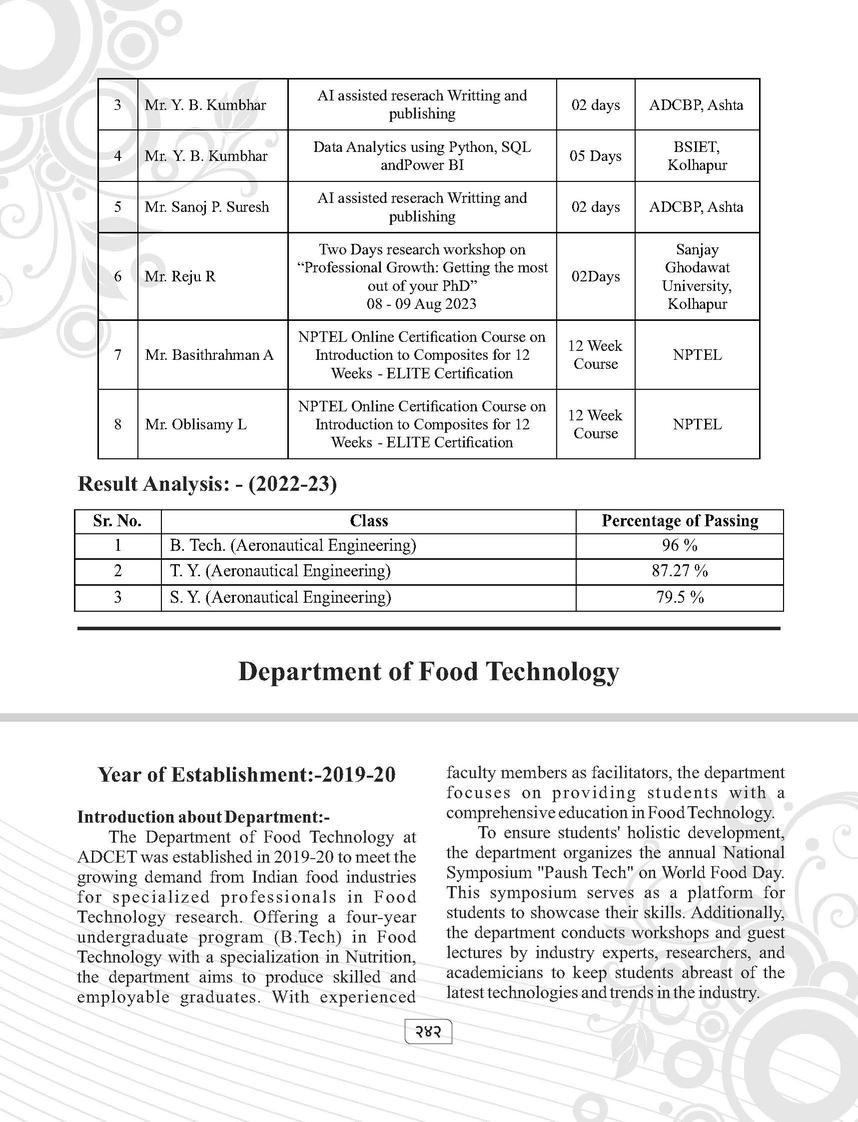 3 Mr. Y. B. Kumbhar AI assisted reserach Writting and publishing 02 days ADCBP, Ashta
4 Mr. Y. B. Kumbhar Data Analytics using Python, SQL andPower BI 05 Days BSIET, Kolhapur
5 Mr. Sanoj P. Suresh AI assisted reserach Writting and publishing 02 days ADCBP, Ashta
6 Mr. Reju R Two Days research workshop on “Professional Growth: Getting the most out of your PhD” 08 - 09 Aug 2023 02Days Sanjay Ghodawat University, Kolhapur
7 Mr. Basithrahman A NPTEL Online Certification Course on Introduction to Composites for 12 Weeks - ELITE Certification 12 Week Course NPTEL
8 Mr. Oblisamy L NPTEL Online Certification Course on Introduction to Composites for 12 Weeks - ELITE Certification 12 Week Course NPTEL
Result Analysis: - (2022-23)
Sr. No. Class Percentage of Passing
1 B. Tech. (Aeronautical Engineering) 96 %
2 T. Y. (Aeronautical Engineering) 87.27 %
3 S. Y. (Aeronautical Engineering) 79.5 %
Department of Food Technology
Year of Establishment:-2019-20
Introduction about Department:-
The Department of Food Technology at
ADCET was established in 2019-20 to meet the
growing demand from Indian food industries
for specialized professionals in Food
Technology research. Offering a four-year
undergraduate program (B.Tech) in Food
Technology with a specialization in Nutrition,
the department aims to produce skilled and
employable graduates. With experienced
faculty members as facilitators, the department
focuses on providing students with a
comprehensive education in Food Technology.
To ensure students' holistic development,
the department organizes the annual National
Symposium "Paush Tech" on World Food Day.
This symposium serves as a platform for
students to showcase their skills. Additionally,
the department conducts workshops and guest
lectures by industry experts, researchers, and
academicians to keep students abreast of the
latest technologies and trends in the industry.
२४२